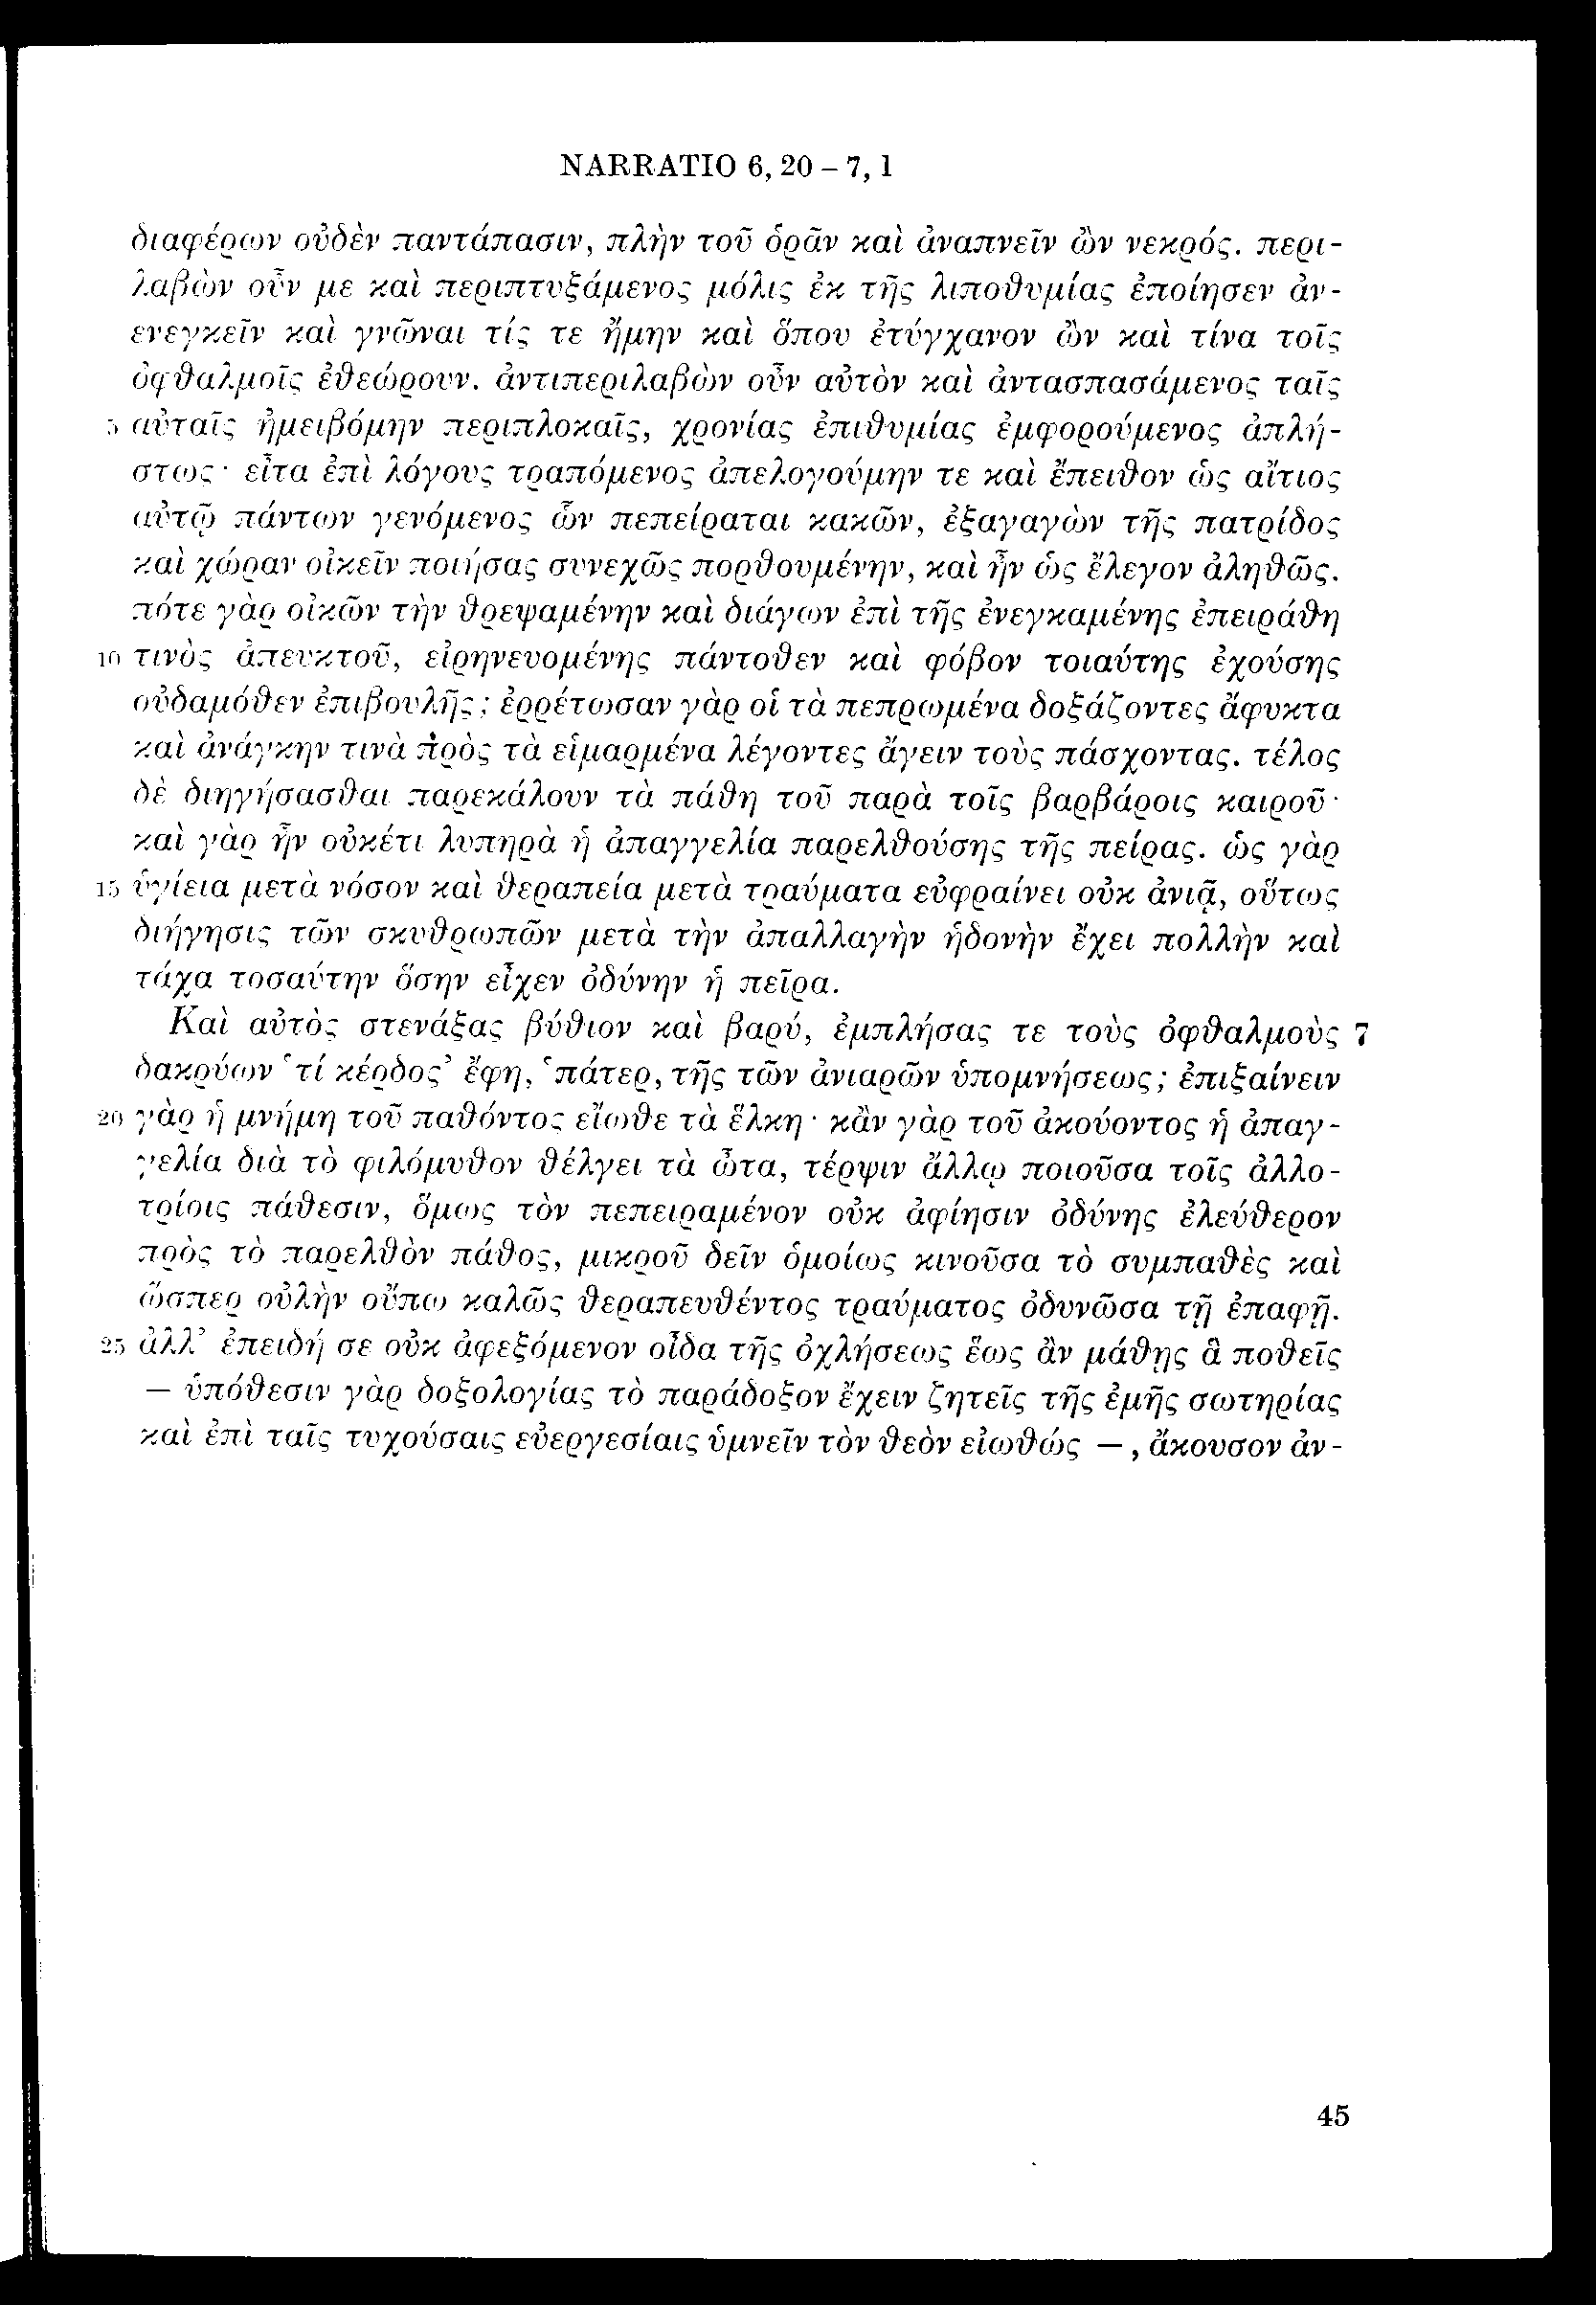 NARRATIO 6, 20 – 7, 1
διαφέρων οὐδὲν παντάπασιν, πλὴν τοῦ ὁρᾶν καὶ ἀναπνεῖν ὢν νεκρός. περι-
λαβὼν οὖν με καὶ περιπτυξάμενος μόλις ἐκ τῆς λιποθυμίας ἐποίησεν ἀν-
ενεγκεῖν καὶ γνῶναι τίς τε ἤμην καὶ ὅπου ἐτύγχανον ὢν καὶ τίνα τοῖς
ὀφθαλμοῖς ἐθεώρουν. ἀντιπεριλαβὼν οὖν αὐτὸν καὶ ἀντασπασάμενος ταῖς
5 αὐταῖς ἠμειβόμην περιπλοκαῖς, χρονίας ἐπιθυμίας ἐμφορούμενος ἀπλή-
στως· εἶτα ἐπὶ λόγους τραπόμενος ἀπελογούμην τε καὶ ἔπειθον ὡς αἴτιος
αὐτῷ πάντων γενόμενος ὧν πεπείραται κακῶν, ἐξαγαγὼν τῆς πατρίδος
καὶ χώραν οἰκεῖν ποιήσας συνεχῶς πορθουμένην, καὶ ἦν ὡς ἔλεγον ἀληθῶς.
πότε γὰρ οἰκῶν τὴν θρεψαμένην καὶ διάγων ἐπὶ τῆς ἐνεγκαμένης ἐπειράθη
10 τινὸς ἀπευκτοῦ, εἰρηνευομένης πάντοθεν καὶ φόβον τοιαύτης ἐχούσης
οὐδαμόθεν ἐπιβουλῆς; ἐρρέτωσαν γὰρ οἱ τὰ πεπρωμένα δοξάζοντες ἄφυκτα
καὶ ἀνάγκην τινὰ πρὸς τὰ εἱμαρμένα λέγοντες ἄγειν τοὺς πάσχοντας. τέλος
δὲ διηγήσασθαι παρεκάλουν τὰ πάθη τοῦ παρὰ τοῖς βαρβάροις καιροῦ·
καὶ γὰρ ἦν οὐκέτι λυπηρὰ ἡ ἀπαγγελία παρελθούσης τῆς πείρας. ὡς γὰρ
15 ὑγίεια μετὰ νόσον καὶ θεραπεία μετὰ τραύματα εὐφραίνει οὐκ ἀνιᾷ, οὕτως
διήγησις τῶν σκυθρωπῶν μετὰ τὴν ἀπαλλαγὴν ἡδονὴν ἔχει πολλὴν καὶ
τάχα τοσαύτην ὅσην εἶχεν ὀδύνην ἡ πεῖρα.
Καὶ αὐτὸς στενάξας βύθιον καὶ βαρύ, ἐμπλήσας τε τοὺς ὀφθαλμοὺς 7
δακρύων ʽτί κέρδοςʼ ἔφη, ʽπάτερ, τῆς τῶν ἀνιαρῶν ὑπομνήσεως; ἐπιξαίνειν
20 γὰρ ἡ μνήμη τοῦ παθόντος εἴωθε τὰ ἕλκη· κἂν γὰρ τοῦ ἀκούοντος ἡ ἀπαγ-
γελία διὰ τὸ φιλόμυθον θέλγει τὰ ὦτα, τέρψιν ἄλλῳ ποιοῦσα τοῖς ἀλλο-
τρίοις πάθεσιν, ὅμως τὸν πεπειραμένον οὐκ ἀφίησιν ὀδύνης ἐλεύθερον
πρὸς τὸ παρελθὸν πάθος, μικροῦ δεῖν ὁμοίως κινοῦσα τὸ συμπαθὲς καὶ
ὥσπερ οὐλὴν οὔπω καλῶς θεραπευθέντος τραύματος ὀδυνῶσα τῇ ἐπαφῇ.
25 ἀλλ’ ἐπειδή σε οὐκ ἀφεξόμενον οἶδα τῆς ὀχλήσεως ἕως ἂν μάθῃς ἃ ποθεῖς
– ὑπόθεσιν γὰρ δοξολογίας τὸ παράδοξον ἔχειν ζητεῖς τῆς ἐμῆς σωτηρίας
καὶ ἐπὶ ταῖς τυχούσαις εὐεργεσίαις ὑμνεῖν τὸν θεὸν εἰωθώς –, ἄκουσον ἀν-
45